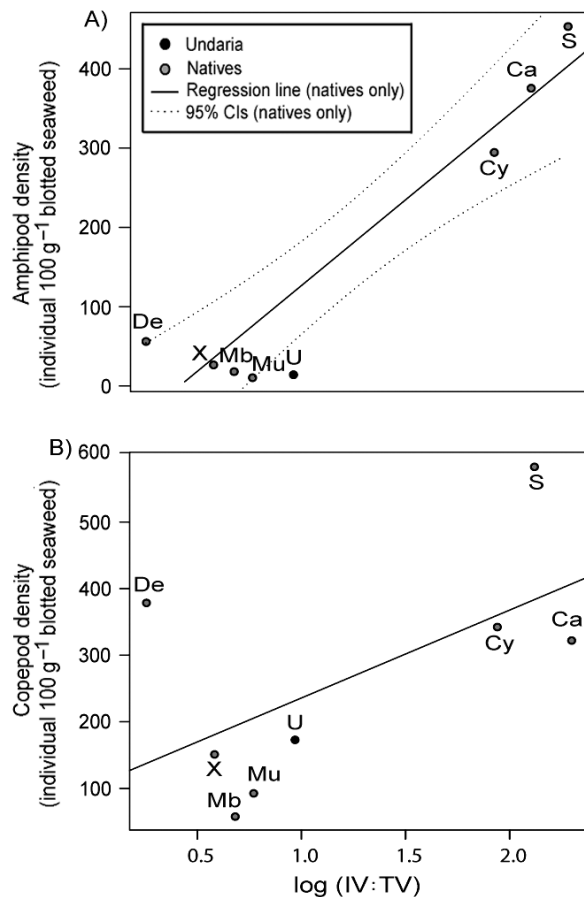 A)
Undaria
Natives
Regression line (natives only)
95% CIs (natives only)
Amphipod density
(individual 100 g⁻¹ blotted seaweed)
400
300
200
100
0
S
Ca
Cy
De
X
Mb
Mu
U
B)
Copepod density
(individual 100 g⁻¹ blotted seaweed)
600
500
400
300
200
100
S
De
Cy
Ca
U
X
Mu
Mb
0.5
1.0
1.5
2.0
log (IV:TV)